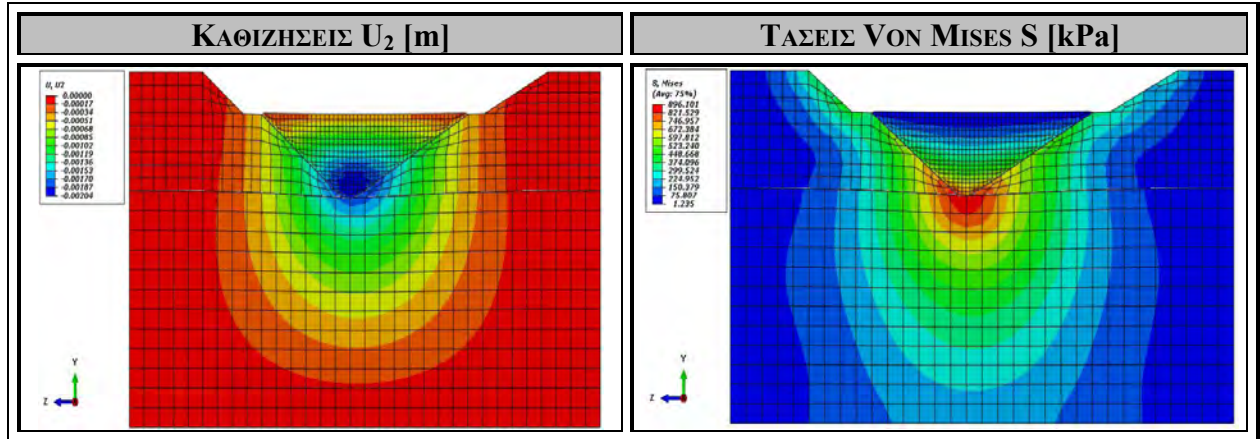 ΚΑΘΙΖΗΣΕΙΣ U2 [m]
ΤΑΣΕΙΣ VON MISES S [kPa]
U, U2
0.00000
-0.00017
-0.00034
-0.00051
-0.00068
-0.00085
-0.00102
-0.00119
-0.00136
-0.00153
-0.00170
-0.00187
-0.00204
Y
Z
S, Mises
(Avg: 75%)
896.101
821.529
746.957
672.384
597.812
523.240
448.668
374.096
299.524
224.952
150.379
75.807
1.235
Y
Z